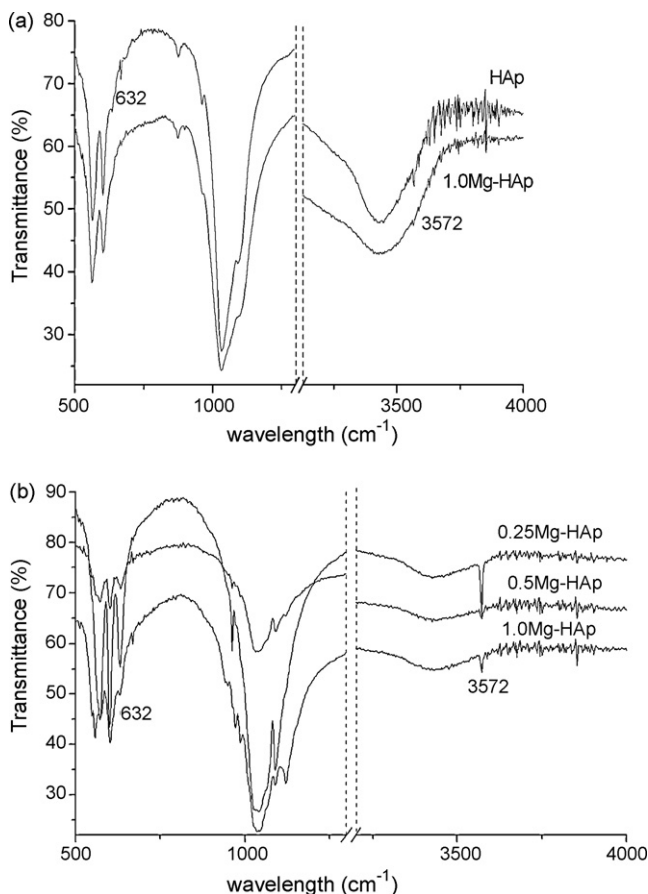 (a)
80
70
60
50
40
30
Transmittance (%)
632
HAp
1.0Mg-HAp
3572
500 1000 3500 4000
wavelength (cm-1)
(b)
90
80
70
60
50
40
30
Transmittance (%)
632
0.25Mg-HAp
0.5Mg-HAp
1.0Mg-HAp
3572
500 1000 3500 4000
wavelength (cm-1)